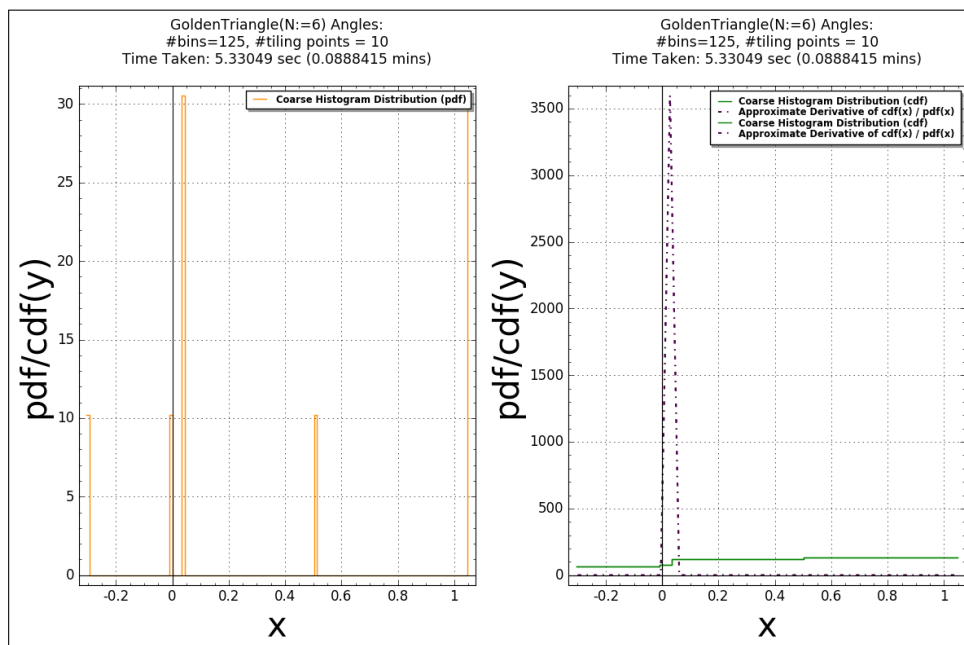 GoldenTriangle(N:=6) Angles:
#bins=125, #tiling points = 10
Time Taken: 5.33049 sec (0.0888415 mins)
Coarse Histogram Distribution (pdf)
30
25
20
15
10
5
0
pdf/cdf(y)
-0.2
0
0.2
0.4
0.6
0.8
1
x
GoldenTriangle(N:=6) Angles:
#bins=125, #tiling points = 10
Time Taken: 5.33049 sec (0.0888415 mins)
Coarse Histogram Distribution (cdf)
Approximate Derivative of cdf(x) / pdf(x)
Coarse Histogram Distribution (cdf)
Approximate Derivative of cdf(x) / pdf(x)
3500
3000
2500
2000
1500
1000
500
0
pdf/cdf(y)
-0.2
0
0.2
0.4
0.6
0.8
1
x